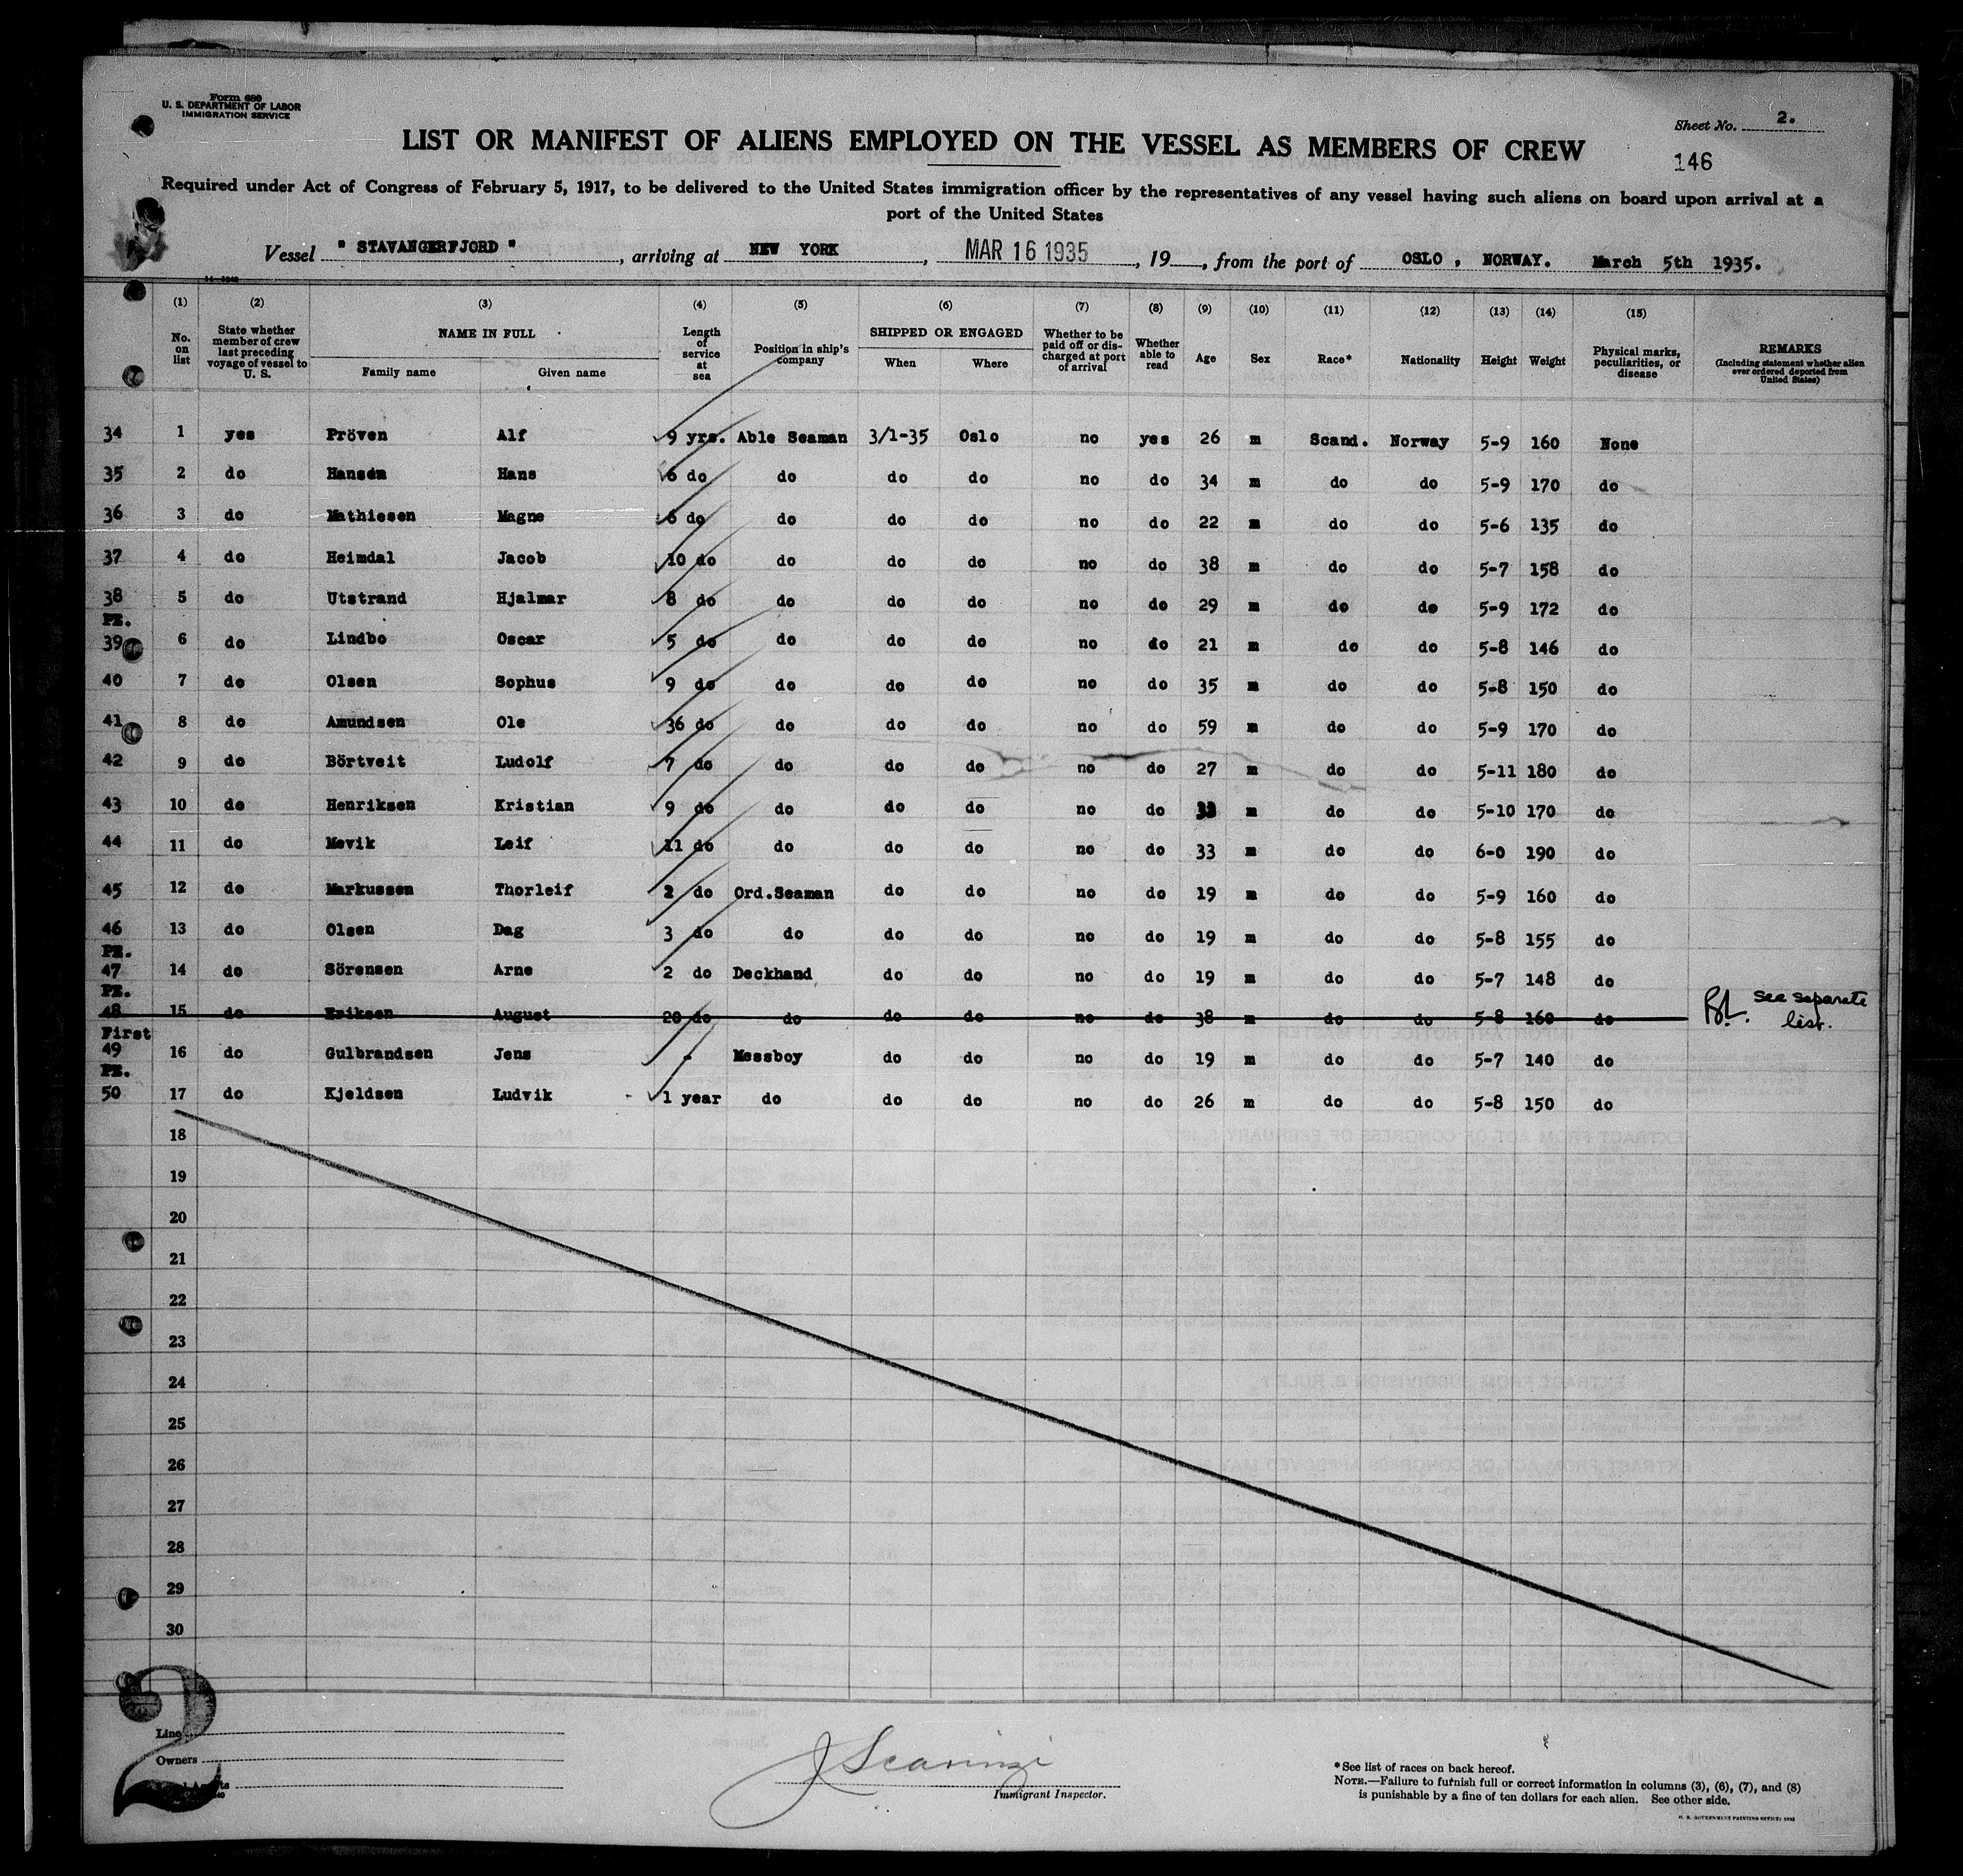 Form 680
U. S. DEPARTMENT OF LABOR
IMMIGRATION SERVICE
Sheet No. 2.
LIST OR MANIFEST OF ALIENS EMPLOYED ON THE VESSEL AS MEMBERS OF CREW
146
Required under Act of Congress of February 5, 1917, to be delivered to the United States immigration officer by the representatives of any vessel having such aliens on board upon arrival at a
port of the United States
Vessel " STAVANGERFJORD ", arriving at NEW YORK, MAR 16 1935, 19, from the port of OSLO, NORWAY. March 5th 1935.
14-1040
(1) (2) (3) (4) (5) (6) (7) (8) (9) (10) (11) (12) (13) (14) (15)
No. on list
State whether member of crew last preceding voyage of vessel to U. S.
NAME IN FULL
Family name Given name
Length of service at sea
Position in ship's company
SHIPPED OR ENGAGED
When Where
Whether to be paid off or discharged at port of arrival
Whether able to read
Age
Sex
Race*
Nationality
Height
Weight
Physical marks, peculiarities, or disease
REMARKS
(Including statement whether alien ever ordered deported from United States)
34 1 yes Pröven Alf 9 yrs. Able Seaman 3/1-35 Oslo no yes 26 m Scand. Norway 5-9 160 None
35 2 do Hansen Hans 6 do do do do no do 34 m do do 5-9 170 do
36 3 do Mathiesen Magne 6 do do do do no do 22 m do do 5-6 135 do
37 4 do Heimdal Jacob 10 do do do do no do 38 m do do 5-7 158 do
38 5 do Utstrand Hjalmar 8 do do do do no do 29 m do do 5-9 172 do
PE.
39 6 do Lindbo Oscar 5 do do do do no do 21 m do do 5-8 146 do
40 7 do Olsen Sophus 9 do do do do no do 35 m do do 5-8 150 do
41 8 do Amundsen Ole 36 do do do do no do 59 m do do 5-9 170 do
42 9 do Börtveit Ludolf 7 do do do do no do 27 m do do 5-11 180 do
43 10 do Henriksen Kristian 9 do do do do no do 33 m do do 5-10 170 do
44 11 do Mevik Leif 11 do do do do no do 33 m do do 6-0 190 do
45 12 do Markussen Thorleif 2 do Ord.Seaman do do no do 19 m do do 5-9 160 do
46 13 do Olsen Dag 3 do do do do no do 19 m do do 5-8 155 do
PE.
47 14 do Sörensen Arne 2 do Deckhand do do no do 19 m do do 5-7 148 do
PE.
48 15 do Eriksen August 20 do do do do no do 38 m do do 5-8 160 do see separate list.
First
49 16 do Gulbrandsen Jens - Messboy do do no do 19 m do do 5-7 140 do
PE.
50 17 do Kjeldsen Ludvik 1 year do do do no do 26 m do do 5-8 150 do
18
19
20
21
22
23
24
25
26
27
28
29
30
2
Line
Owners
J Scarinzi
Immigrant Inspector.
* See list of races on back hereof.
NOTE.—Failure to furnish full or correct information in columns (3), (6), (7), and (8)
is punishable by a fine of ten dollars for each alien. See other side.
U. S. GOVERNMENT PRINTING OFFICE: 1932